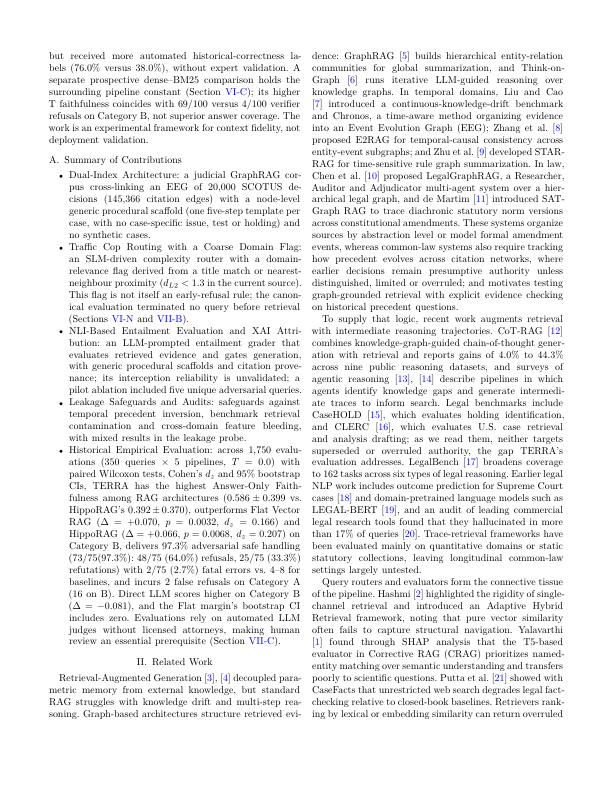 but received more automated historical-correctness la-
bels (76.0% versus 38.0%), without expert validation. A
separate prospective dense–BM25 comparison holds the
surrounding pipeline constant (Section VI-C); its higher
T faithfulness coincides with 69/100 versus 4/100 verifier
refusals on Category B, not superior answer coverage. The
work is an experimental framework for context fidelity, not
deployment validation.
A. Summary of Contributions
• Dual-Index Architecture: a judicial GraphRAG cor-
pus cross-linking an EEG of 20,000 SCOTUS de-
cisions (145,366 citation edges) with a node-level
generic procedural scaffold (one five-step template per
case, with no case-specific issue, test or holding) and
no synthetic cases.
• Traffic Cop Routing with a Coarse Domain Flag:
an SLM-driven complexity router with a domain-
relevance flag derived from a title match or nearest-
neighbour proximity (d_{L2} < 1.3 in the current source).
This flag is not itself an early-refusal rule; the canon-
ical evaluation terminated no query before retrieval
(Sections VI-N and VII-B).
• NLI-Based Entailment Evaluation and XAI Attri-
bution: an LLM-prompted entailment grader that
evaluates retrieved evidence and gates generation,
with generic procedural scaffolds and citation prove-
nance; its interception reliability is unvalidated; a
pilot ablation included five unique adversarial queries.
• Leakage Safeguards and Audits: safeguards against
temporal precedent inversion, benchmark retrieval
contamination and cross-domain feature bleeding,
with mixed results in the leakage probe.
• Historical Empirical Evaluation: across 1,750 evalu-
ations (350 queries × 5 pipelines, T = 0.0) with
paired Wilcoxon tests, Cohen's d_z and 95% bootstrap
CIs, TERRA has the highest Answer-Only Faith-
fulness among RAG architectures (0.586 ± 0.399 vs.
HippoRAG's 0.392 ± 0.370), outperforms Flat Vector
RAG (Δ = +0.070, p = 0.0032, d_z = 0.166) and
HippoRAG (Δ = +0.066, p = 0.0068, d_z = 0.207) on
Category B, delivers 97.3% adversarial safe handling
(73/75(97.3%): 48/75 (64.0%) refusals, 25/75 (33.3%)
refutations) with 2/75 (2.7%) fatal errors vs. 4–8 for
baselines, and incurs 2 false refusals on Category A
(16 on B). Direct LLM scores higher on Category B
(Δ = −0.081), and the Flat margin's bootstrap CI
includes zero. Evaluations rely on automated LLM
judges without licensed attorneys, making human
review an essential prerequisite (Section VII-C).
II. Related Work
Retrieval-Augmented Generation [3], [4] decoupled para-
metric memory from external knowledge, but standard
RAG struggles with knowledge drift and multi-step rea-
soning. Graph-based architectures structure retrieved evi-
dence: GraphRAG [5] builds hierarchical entity-relation
communities for global summarization, and Think-on-
Graph [6] runs iterative LLM-guided reasoning over
knowledge graphs. In temporal domains, Liu and Cao
[7] introduced a continuous-knowledge-drift benchmark
and Chronos, a time-aware method organizing evidence
into an Event Evolution Graph (EEG); Zhang et al. [8]
proposed E2RAG for temporal-causal consistency across
entity-event subgraphs; and Zhu et al. [9] developed STAR-
RAG for time-sensitive rule graph summarization. In law,
Chen et al. [10] proposed LegalGraphRAG, a Researcher,
Auditor and Adjudicator multi-agent system over a hier-
archical legal graph, and de Martim [11] introduced SAT-
Graph RAG to trace diachronic statutory norm versions
across constitutional amendments. These systems organize
sources by abstraction level or model formal amendment
events, whereas common-law systems also require tracking
how precedent evolves across citation networks, where
earlier decisions remain presumptive authority unless
distinguished, limited or overruled; and motivates testing
graph-grounded retrieval with explicit evidence checking
on historical precedent questions.
To supply that logic, recent work augments retrieval
with intermediate reasoning trajectories. CoT-RAG [12]
combines knowledge-graph-guided chain-of-thought gener-
ation with retrieval and reports gains of 4.0% to 44.3%
across nine public reasoning datasets, and surveys of
agentic reasoning [13], [14] describe pipelines in which
agents identify knowledge gaps and generate intermedi-
ate traces to inform search. Legal benchmarks include
CaseHOLD [15], which evaluates holding identification,
and CLERC [16], which evaluates U.S. case retrieval
and analysis drafting; as we read them, neither targets
superseded or overruled authority, the gap TERRA's
evaluation addresses. LegalBench [17] broadens coverage
to 162 tasks across six types of legal reasoning. Earlier legal
NLP work includes outcome prediction for Supreme Court
cases [18] and domain-pretrained language models such as
LEGAL-BERT [19], and an audit of leading commercial
legal research tools found that they hallucinated in more
than 17% of queries [20]. Trace-retrieval frameworks have
been evaluated mainly on quantitative domains or static
statutory collections, leaving longitudinal common-law
settings largely untested.
Query routers and evaluators form the connective tissue
of the pipeline. Hashmi [2] highlighted the rigidity of single-
channel retrieval and introduced an Adaptive Hybrid
Retrieval framework, noting that pure vector similarity
often fails to capture structural navigation. Yalavarthi
[1] found through SHAP analysis that the T5-based
evaluator in Corrective RAG (CRAG) prioritizes named-
entity matching over semantic understanding and transfers
poorly to scientific questions. Putta et al. [21] showed with
CaseFacts that unrestricted web search degrades legal fact-
checking relative to closed-book baselines. Retrievers rank-
ing by lexical or embedding similarity can return overruled